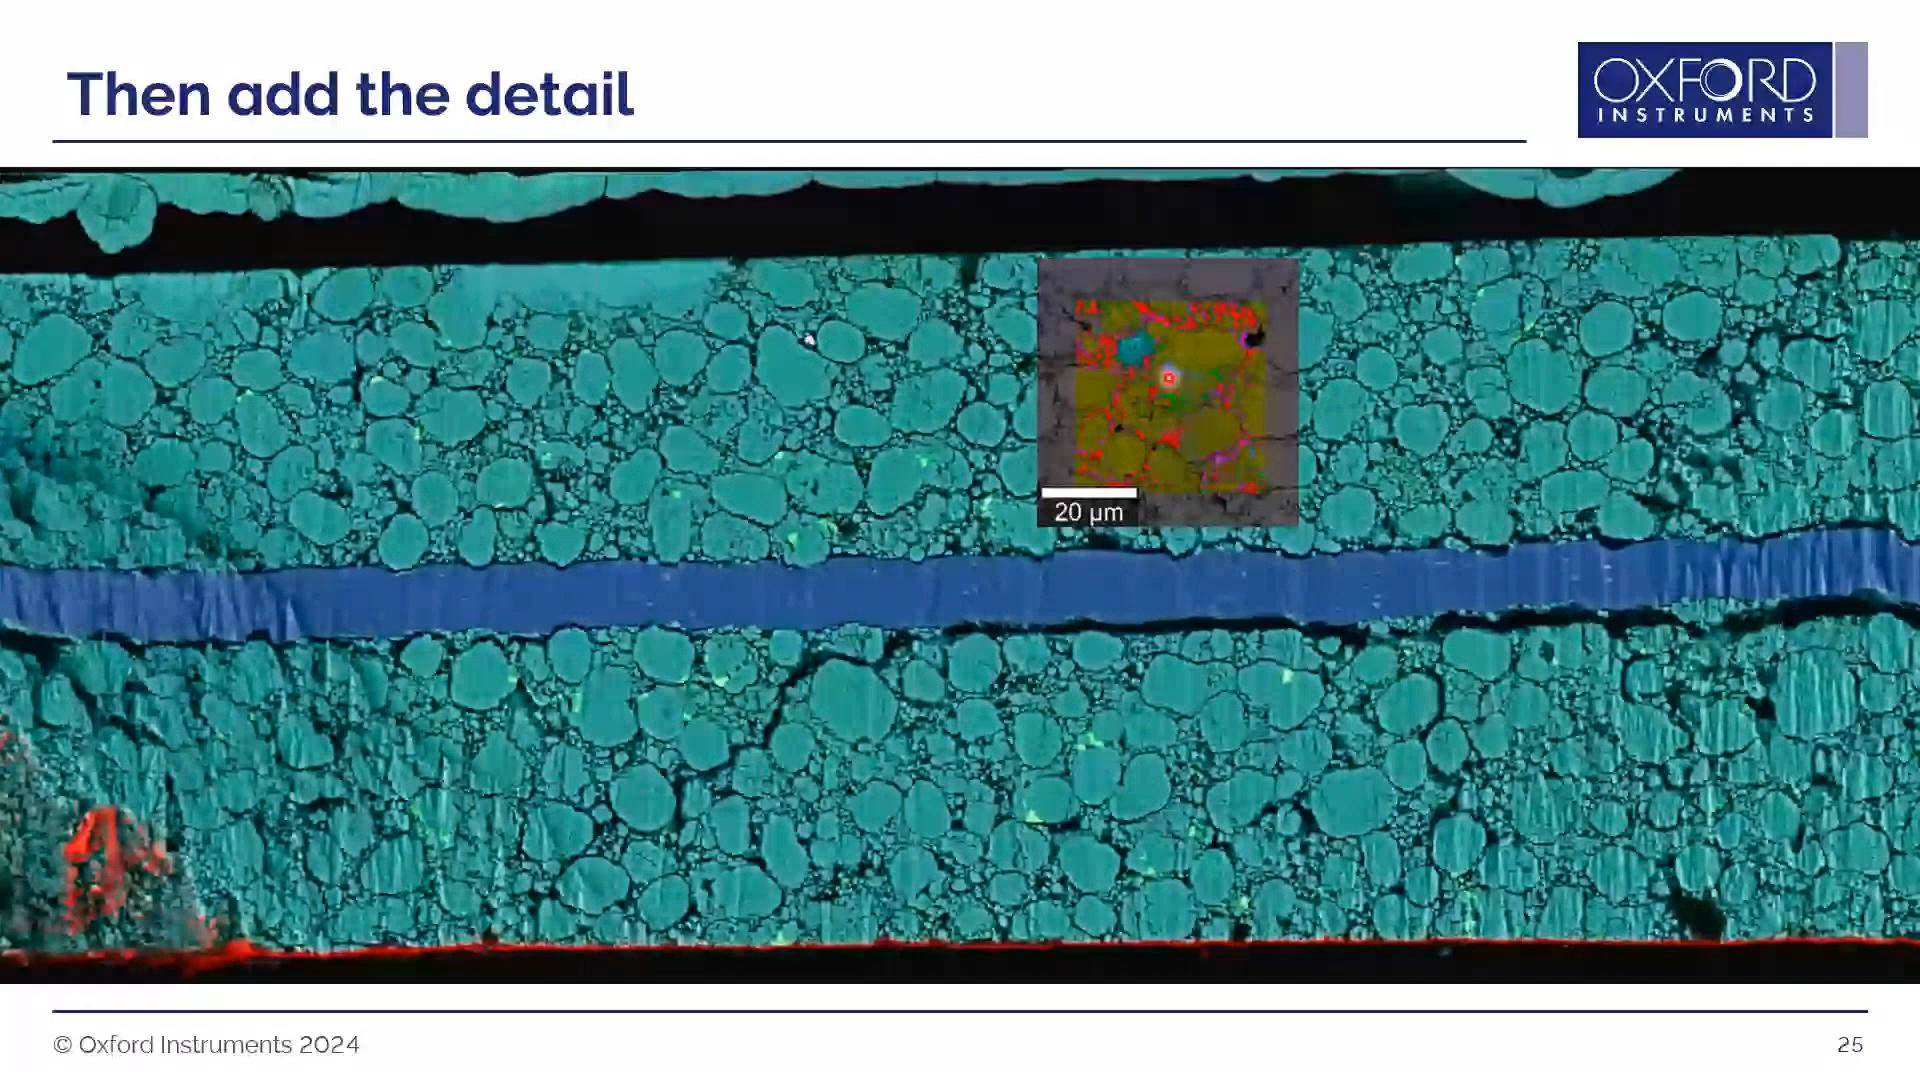 Then add the detail
OXFORD
INSTRUMENTS
20 µm
© Oxford Instruments 2024
25